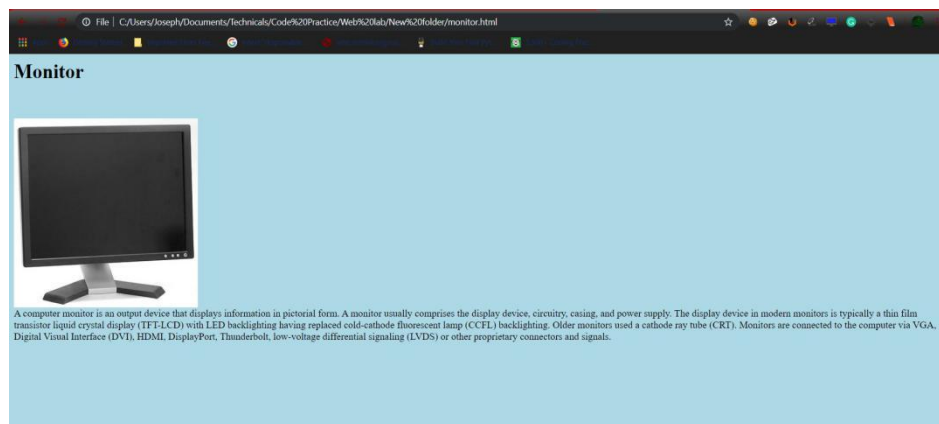 File | C:/Users/Joseph/Documents/Technicals/Code%20Practice/Web%20lab/New%20folder/monitor.html
Monitor
A computer monitor is an output device that displays information in pictorial form. A monitor usually comprises the display device, circuitry, casing, and power supply. The display device in modern monitors is typically a thin film
transistor liquid crystal display (TFT-LCD) with LED backlighting having replaced cold-cathode fluorescent lamp (CCFL) backlighting. Older monitors used a cathode ray tube (CRT). Monitors are connected to the computer via VGA,
Digital Visual Interface (DVI), HDMI, DisplayPort, Thunderbolt, low-voltage differential signaling (LVDS) or other proprietary connectors and signals.